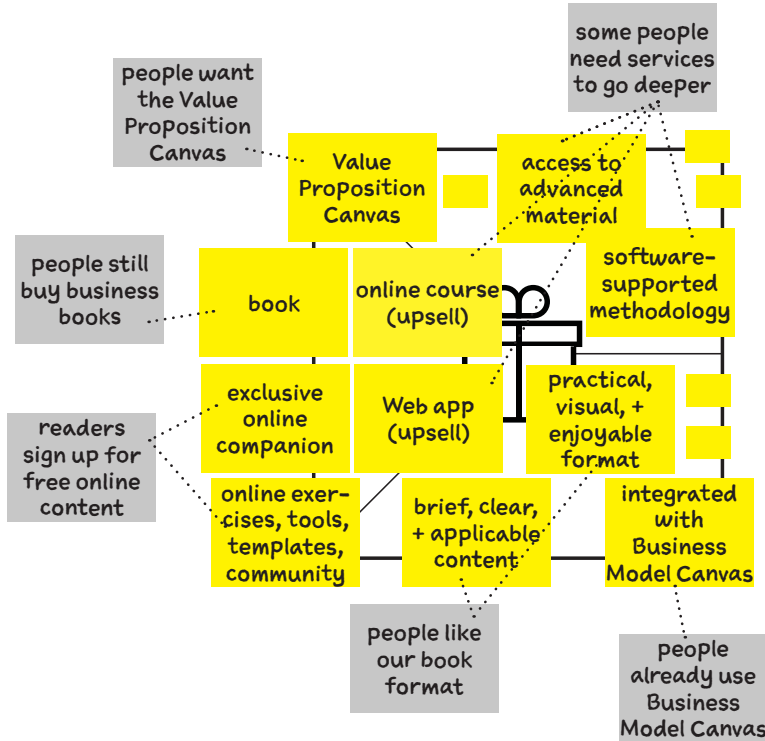 some people
need services
to go deeper
people want
the Value
Proposition
Canvas
Value
Proposition
Canvas
access to
advanced
material
people still
buy business
books
book
online course
(upsell)
software-
supported
methodology
exclusive
online
companion
Web app
(upsell)
practical,
visual, +
enjoyable
format
readers
sign up for
free online
content
online exer-
cises, tools,
templates,
community
brief, clear,
+ applicable
content
integrated
with
Business
Model Canvas
people like
our book
format
people
already use
Business
Model Canvas